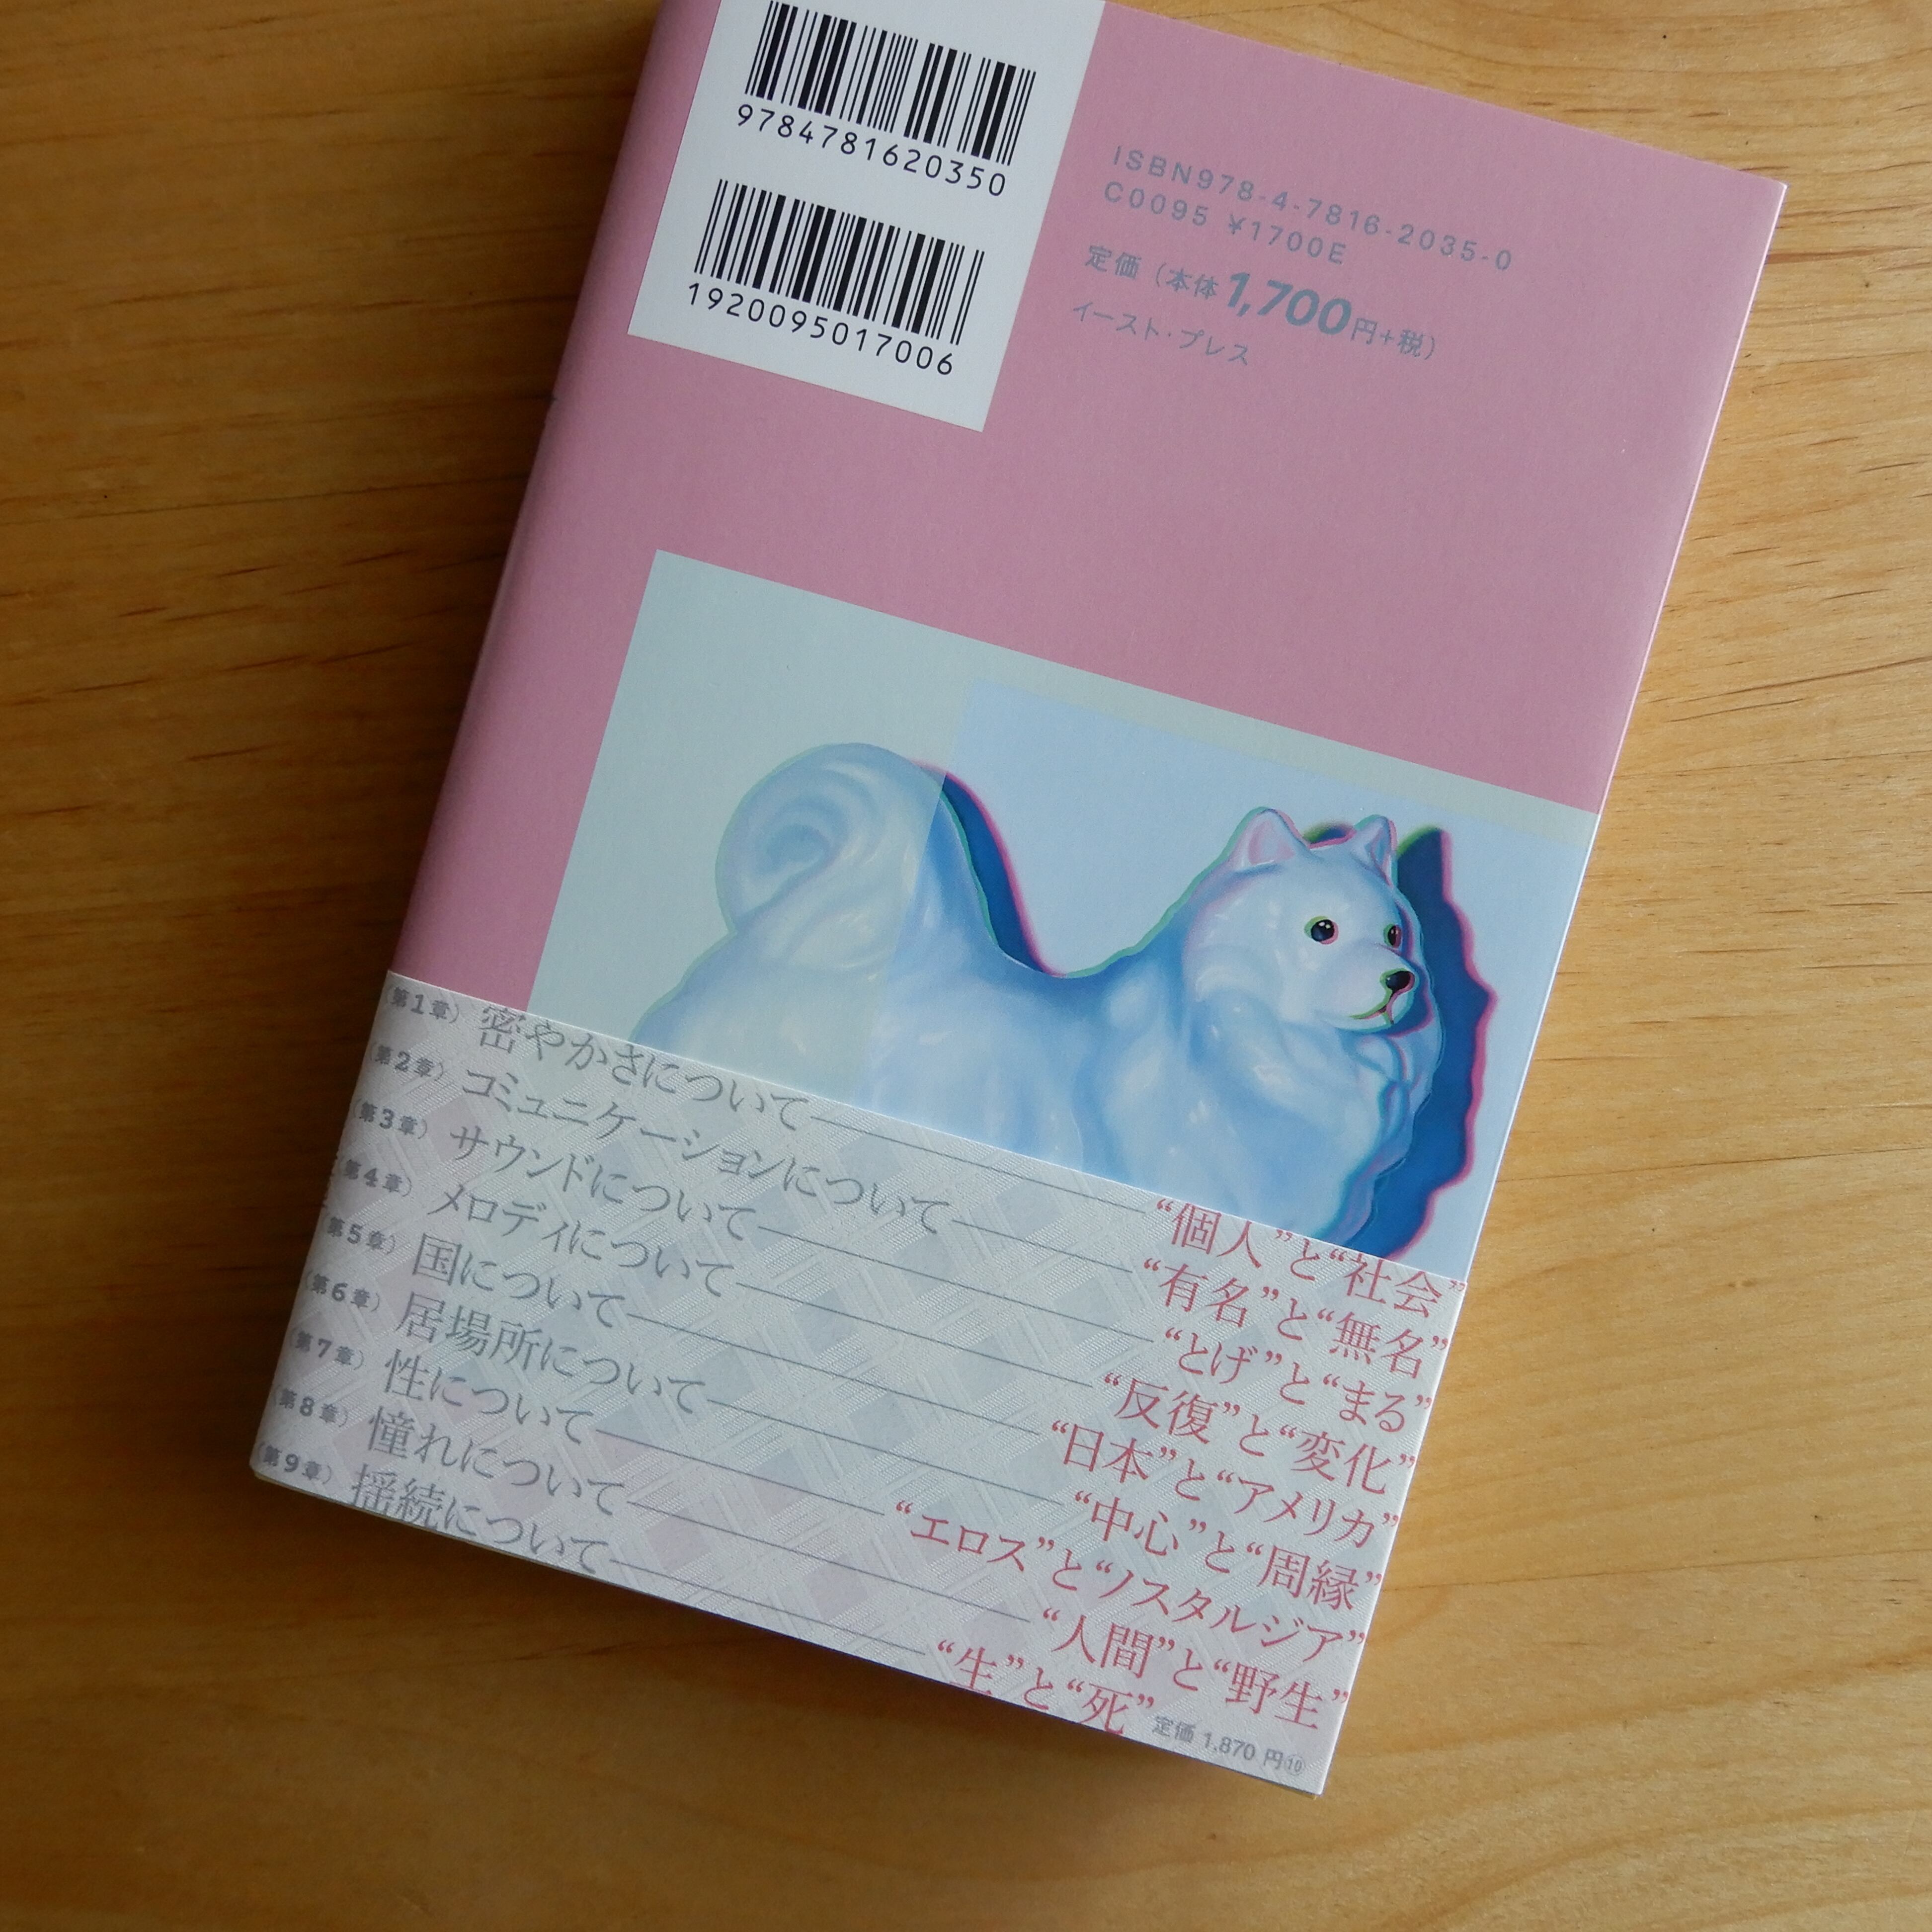 9784781620350
1920095017006
ISBN978-4-7816-2035-0
C0095 ¥1700E
定価（本体1,700円+税）
イースト・プレス
（第1章） 密やかさについて “個人”と“社会”
（第2章） コミュニケーションについて “有名”と“無名”
（第3章） サウンドについて “とげ”と“まる”
（第4章） メロディについて “反復”と“変化”
（第5章） 国について “日本”と“アメリカ”
（第6章） 居場所について “中心”と“周縁”
（第7章） 性について “エロス”と“ノスタルジア”
（第8章） 憧れについて “人間”と“野生”
（第9章） 揺続について “生”と“死”
定価 1,870 円⑩